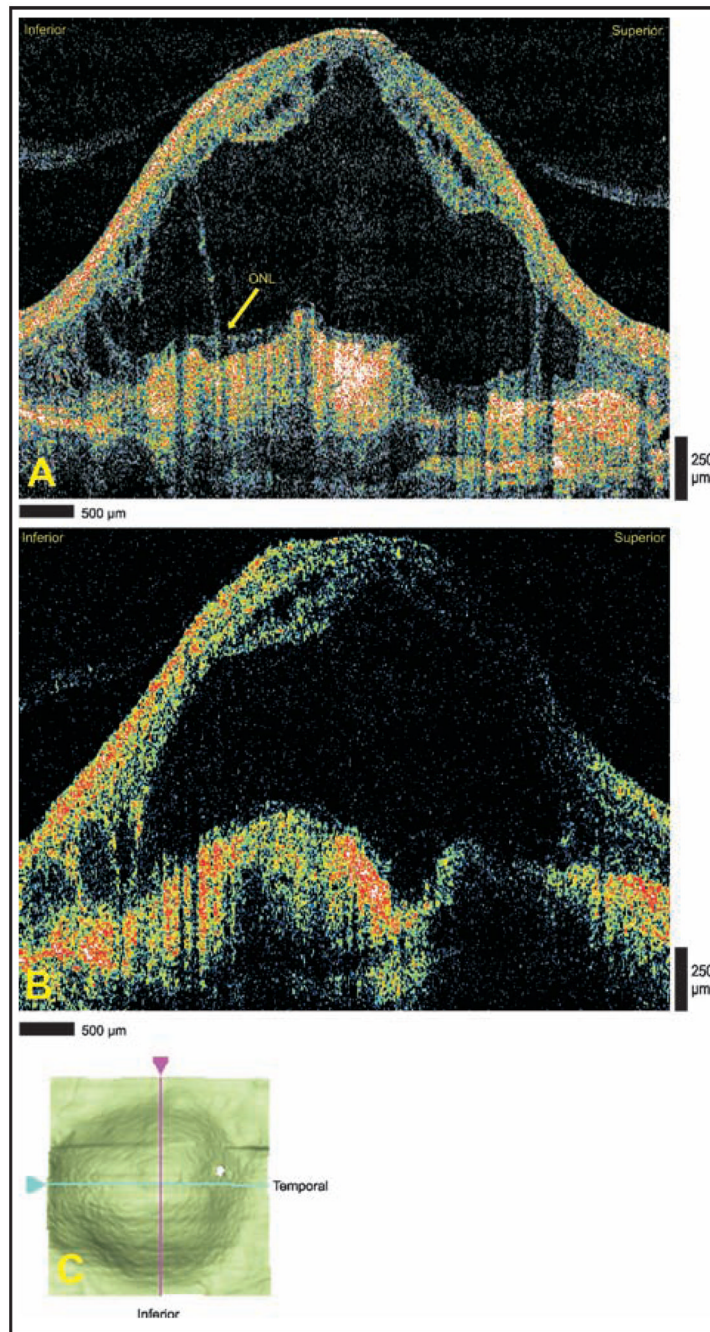 Inferior Superior
ONL
A
250 µm
500 µm
Inferior Superior
B
250 µm
500 µm
Temporal
C
Inferior